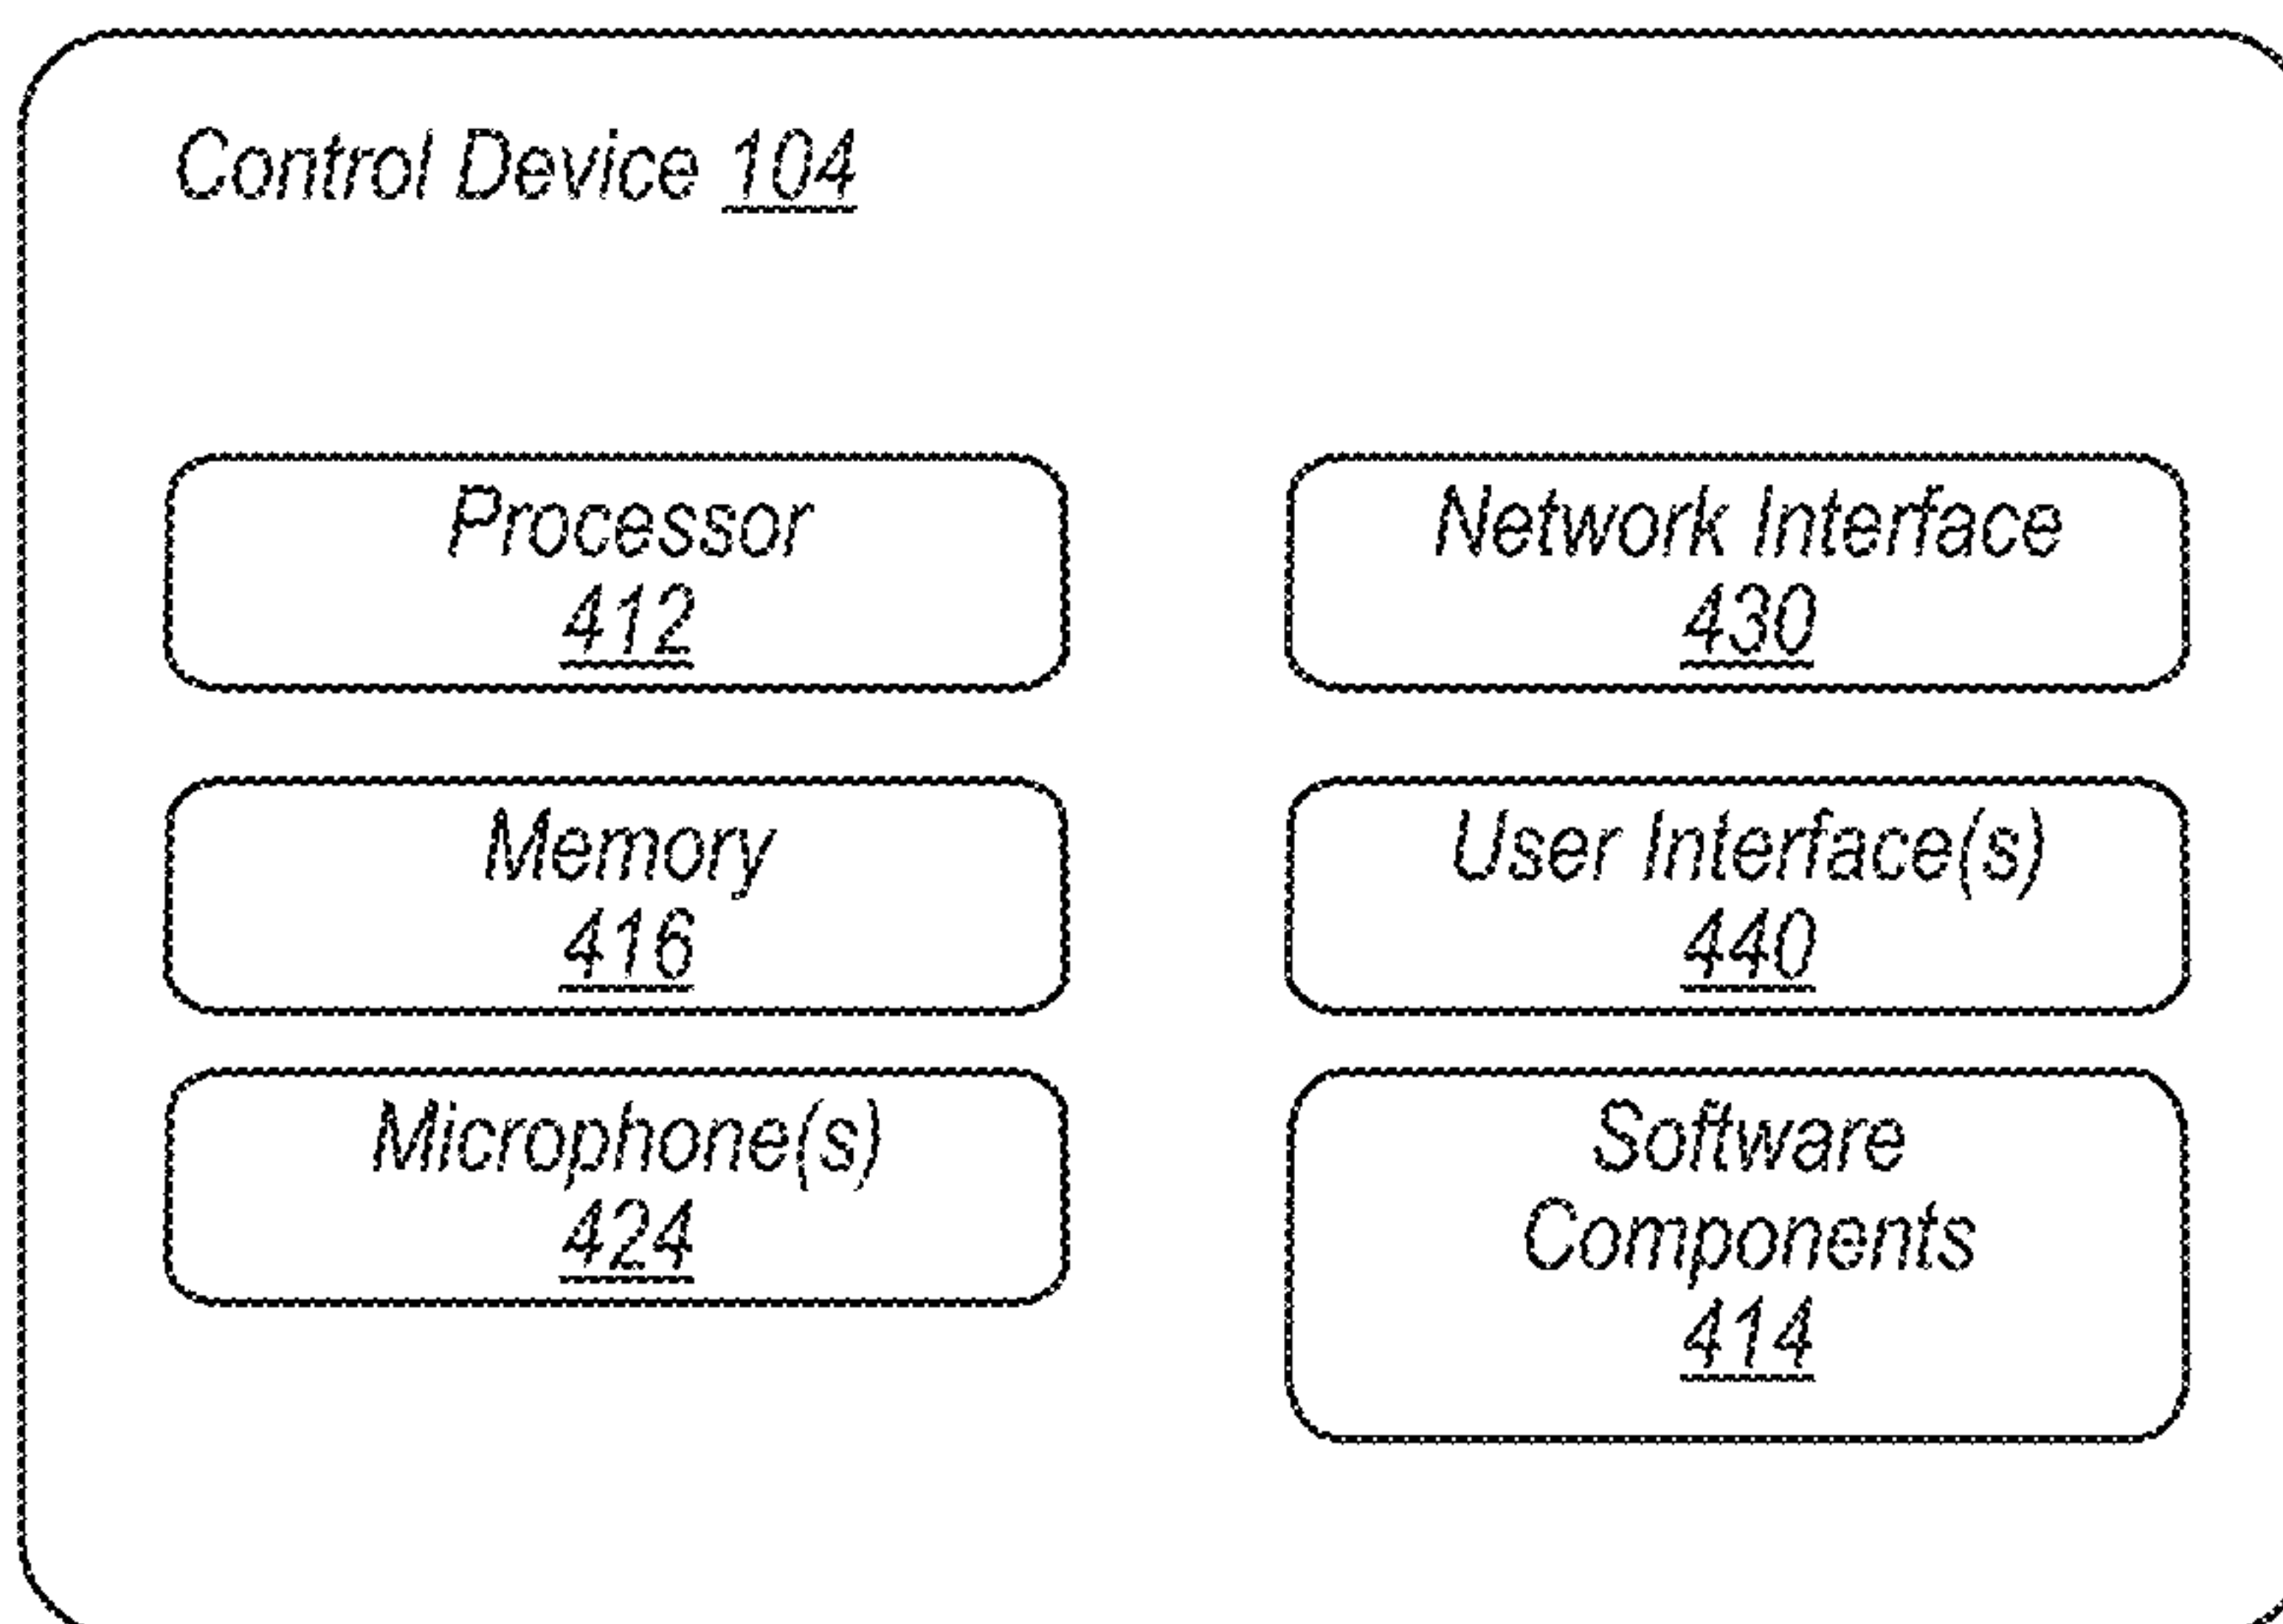 Control Device 104
Processor
412
Network Interface
430
Memory
416
User Interface(s)
440
Microphone(s)
424
Software
Components
414